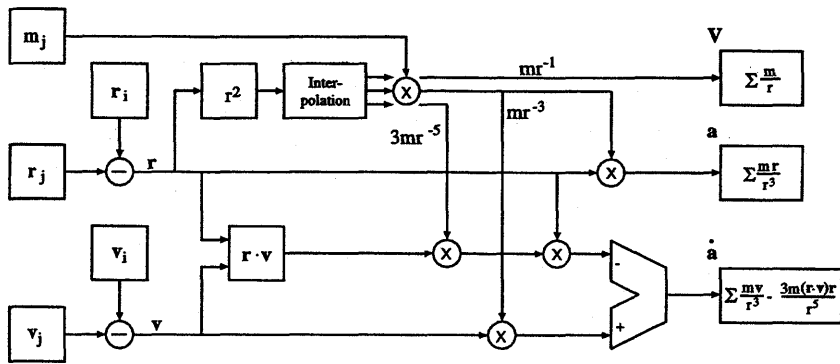 m_j
V
mr^-1
Σ m/r
r_i
r^2
Inter-
polation
X
mr^-3
3mr^-5
a
r_j
−
r
X
Σ mr/r^3
v_i
r · v
X
X
-
ȧ
Σ mv/r^3 - 3m(r·v)r/r^5
v_j
−
v
X
+